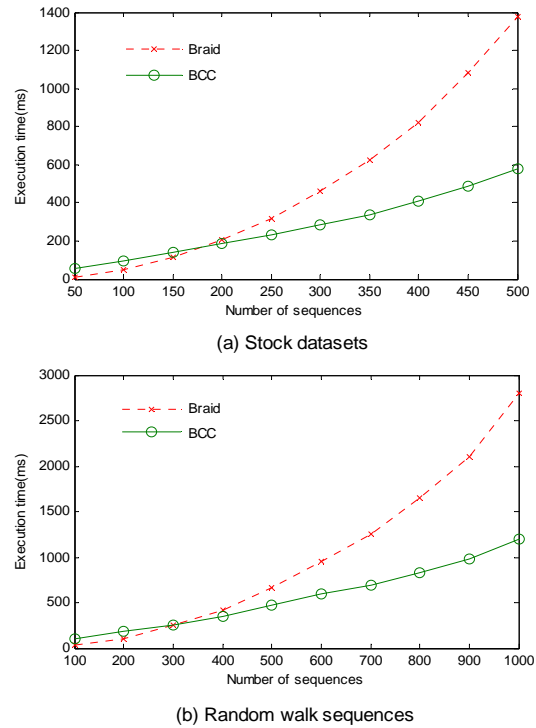 1400
1200
1000
800
600
400
200
0
Execution time(ms)
Braid
BCC
50 100 150 200 250 300 350 400 450 500
Number of sequences
(a) Stock datasets
3000
2500
2000
1500
1000
500
0
Execution time(ms)
Braid
BCC
100 200 300 400 500 600 700 800 900 1000
Number of sequences
(b) Random walk sequences